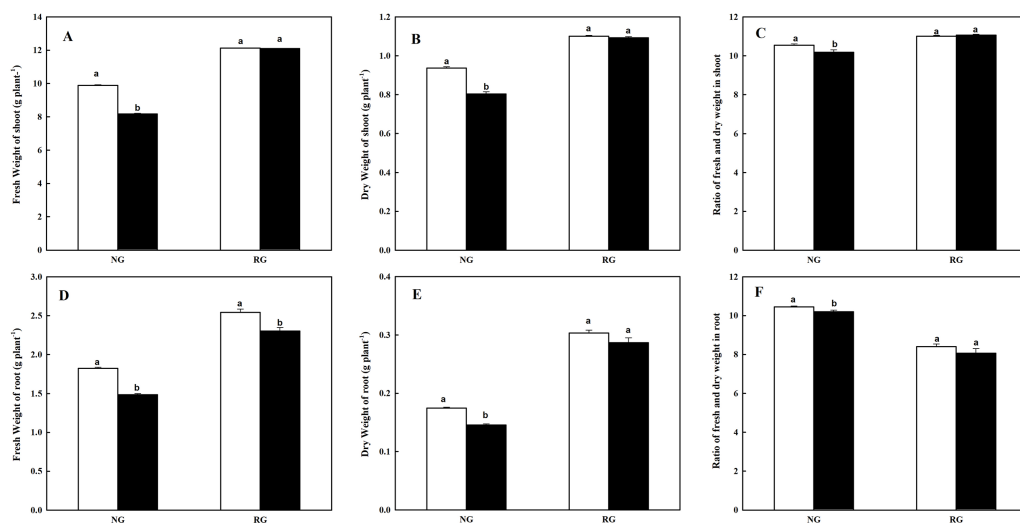 A
Fresh Weight of shoot (g plant-¹)
14
12
10
8
6
4
2
0
a
b
a
a
NG
RG
B
Dry Weight of shoot (g plant⁻¹)
1.2
1.0
0.8
0.6
0.4
0.2
0.0
a
b
a
a
NG
RG
C
Ratio of fresh and dry weight in shoot
12
10
8
6
4
2
0
a
b
a
a
NG
RG
D
Fresh Weight of root (g plant⁻¹)
3.0
2.5
2.0
1.5
1.0
0.5
0.0
a
b
a
b
NG
RG
E
Dry Weight of root (g plant⁻¹)
0.4
0.3
0.2
0.1
0.0
a
b
a
a
NG
RG
F
Ratio of fresh and dry weight in root
12
10
8
6
4
2
0
a
b
a
a
NG
RG